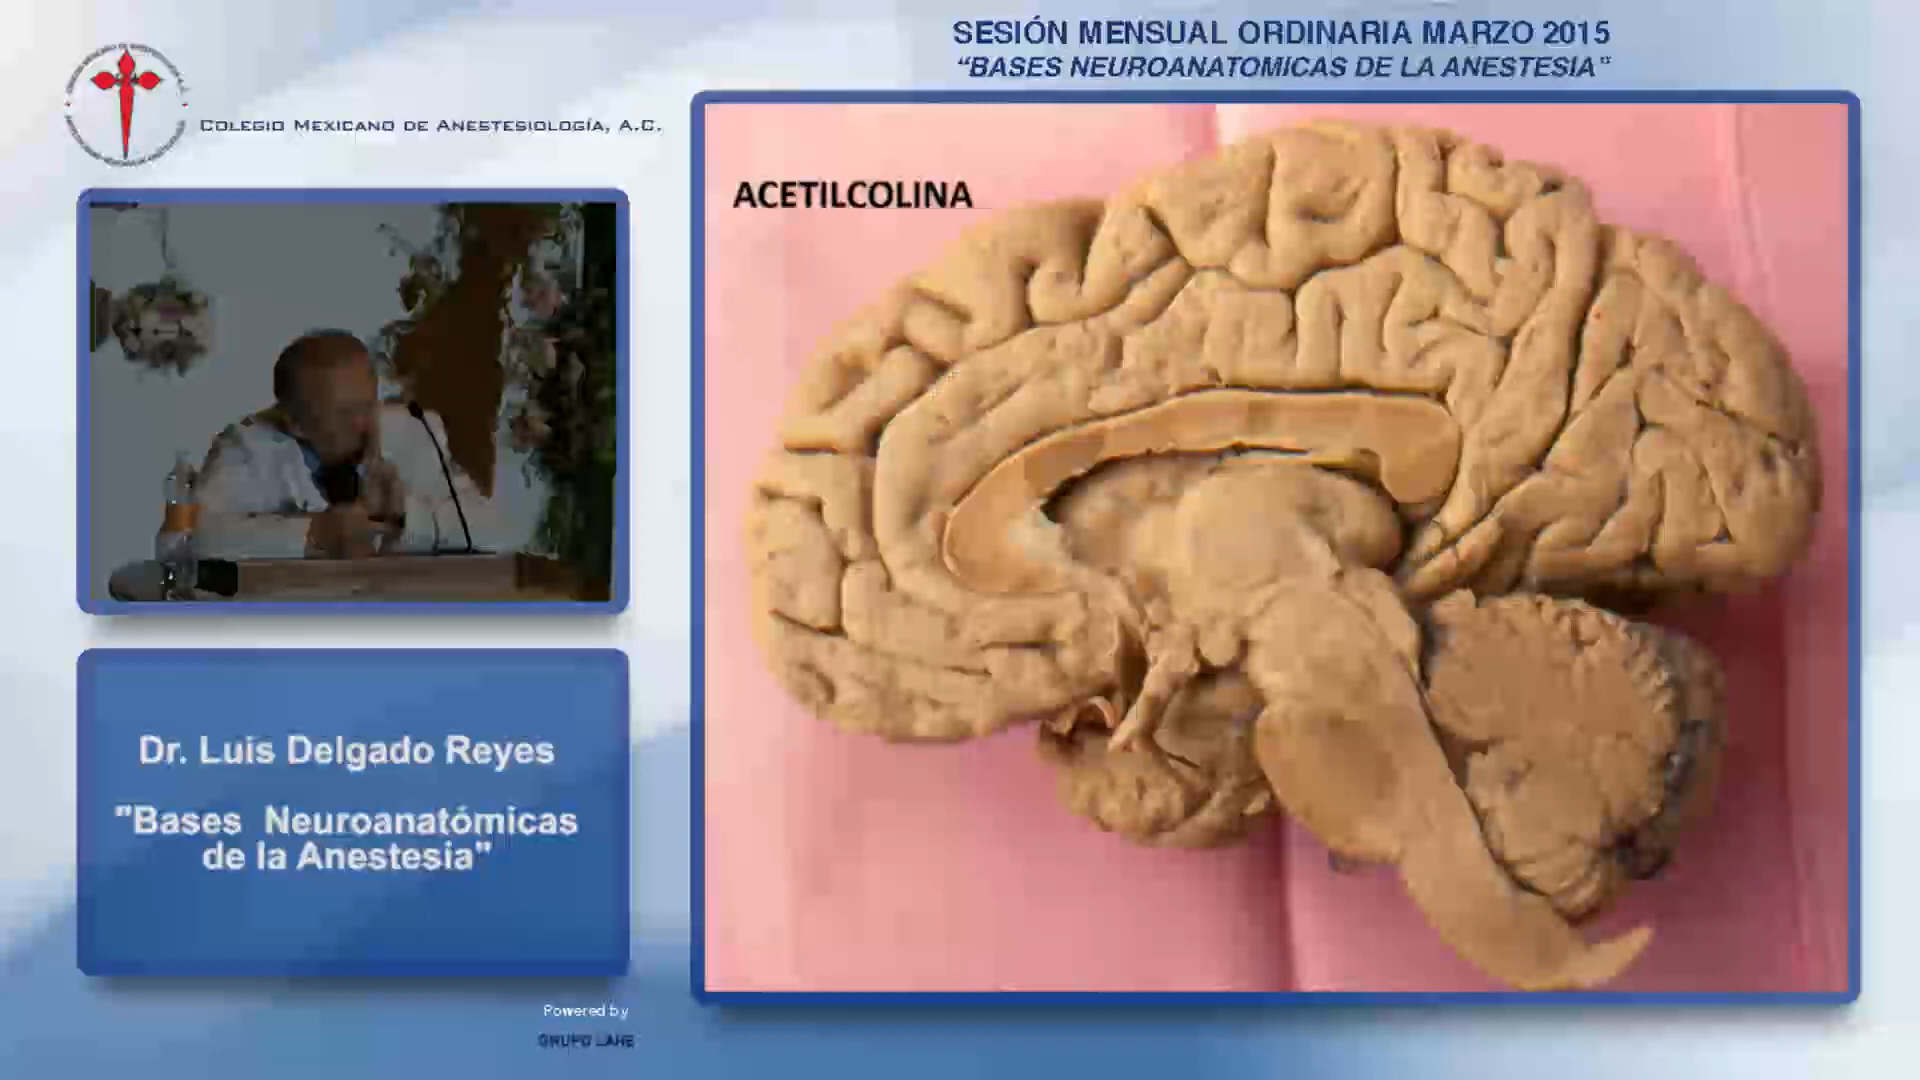 SESIÓN MENSUAL ORDINARIA MARZO 2015
“BASES NEUROANATOMICAS DE LA ANESTESIA”
COLEGIO MEXICANO DE ANESTESIOLOGÍA, A.C.
ACETILCOLINA
Dr. Luis Delgado Reyes
"Bases Neuroanatómicas
de la Anestesia"
Powered by
GRUPO LAHE